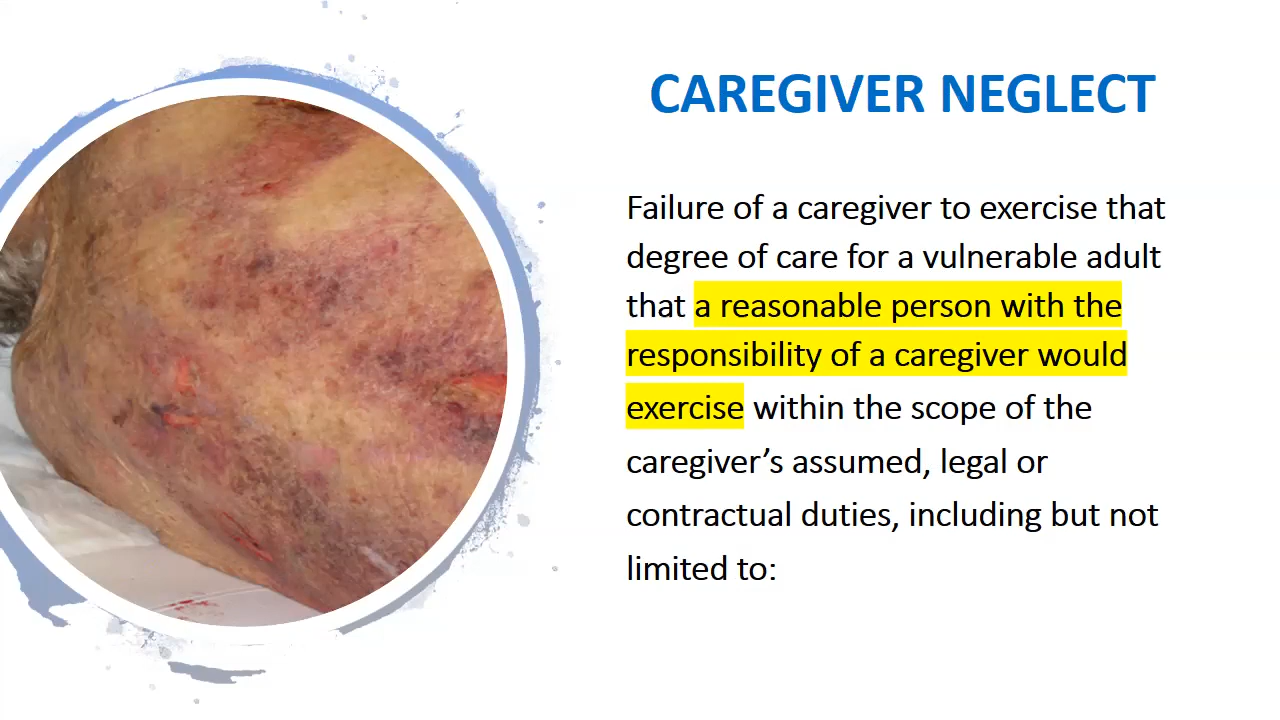 CAREGIVER NEGLECT
Failure of a caregiver to exercise that
degree of care for a vulnerable adult
that a reasonable person with the
responsibility of a caregiver would
exercise within the scope of the
caregiver’s assumed, legal or
contractual duties, including but not
limited to: